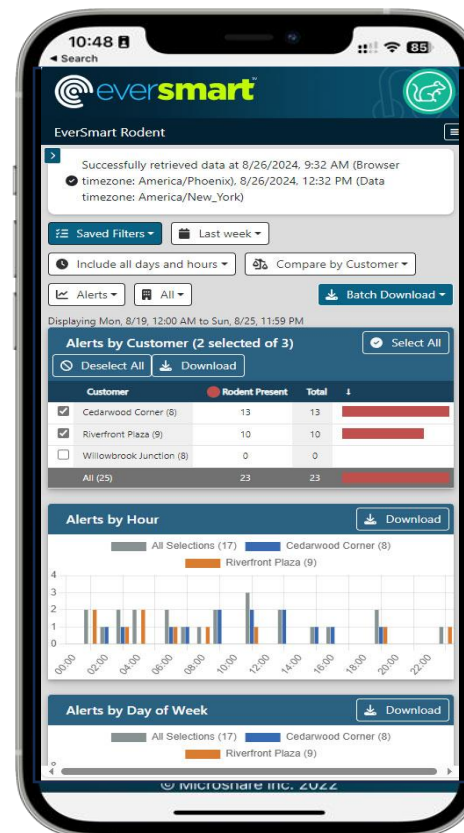 10:48
85
◄ Search
eversmart
EverSmart Rodent
Successfully retrieved data at 8/26/2024, 9:32 AM (Browser
timezone: America/Phoenix), 8/26/2024, 12:32 PM (Data
timezone: America/New_York)
Saved Filters
Last week
Include all days and hours
Compare by Customer
Alerts
All
Batch Download
Displaying Mon, 8/19, 12:00 AM to Sun, 8/25, 11:59 PM
Alerts by Customer (2 selected of 3)
Select All
Deselect All
Download
Customer Rodent Present Total ↓
Cedarwood Corner (8) 13 13
Riverfront Plaza (9) 10 10
Willowbrook Junction (8) 0 0
All (25) 23 23
Alerts by Hour
Download
All Selections (17) Cedarwood Corner (8)
Riverfront Plaza (9)
4
3
2
1
0
00:00 02:00 04:00 06:00 08:00 10:00 12:00 14:00 16:00 18:00 20:00 22:00
Alerts by Day of Week
Download
All Selections (17) Cedarwood Corner (8)
Riverfront Plaza (9)
© Microshare Inc. 2022